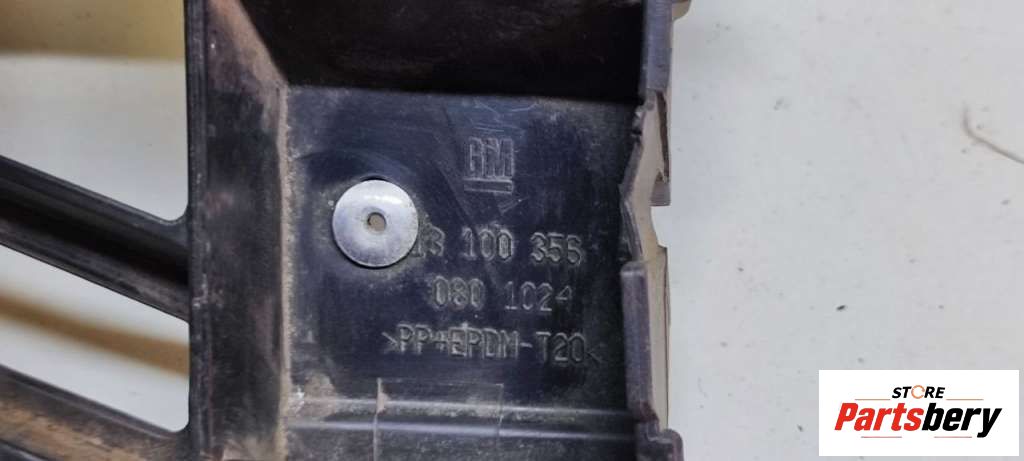 GM
13 100 356
080 1024
>PP+EPDM-T20<
STORE
Partsbery